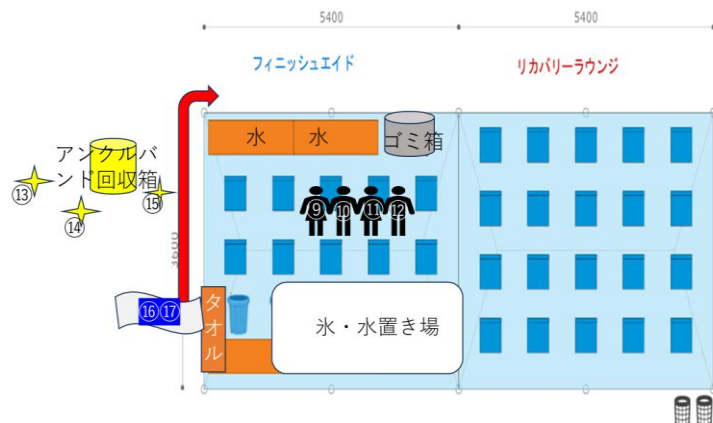 5400
5400
フィニッシュエイド
リカバリーラウンジ
水
水
ゴミ箱
アンクルバ
ンド回収箱
⑬
⑭
⑮
⑨
⑩
⑪
⑫
3600
⑯⑰
タオル
氷・水置き場